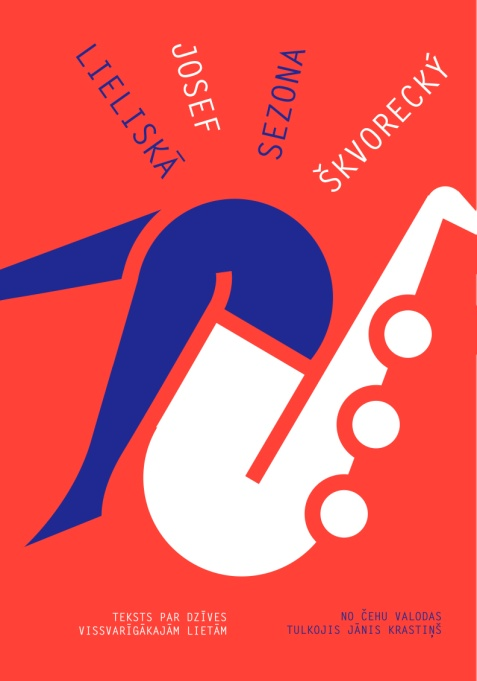 LIELISKĀ
JOSEF
SEZONA
ŠKVORECKÝ
TEKSTS PAR DZĪVES
VISSVARĪGĀKAJĀM LIETĀM
NO ČEHU VALODAS
TULKOJIS JĀNIS KRASTIŅŠ